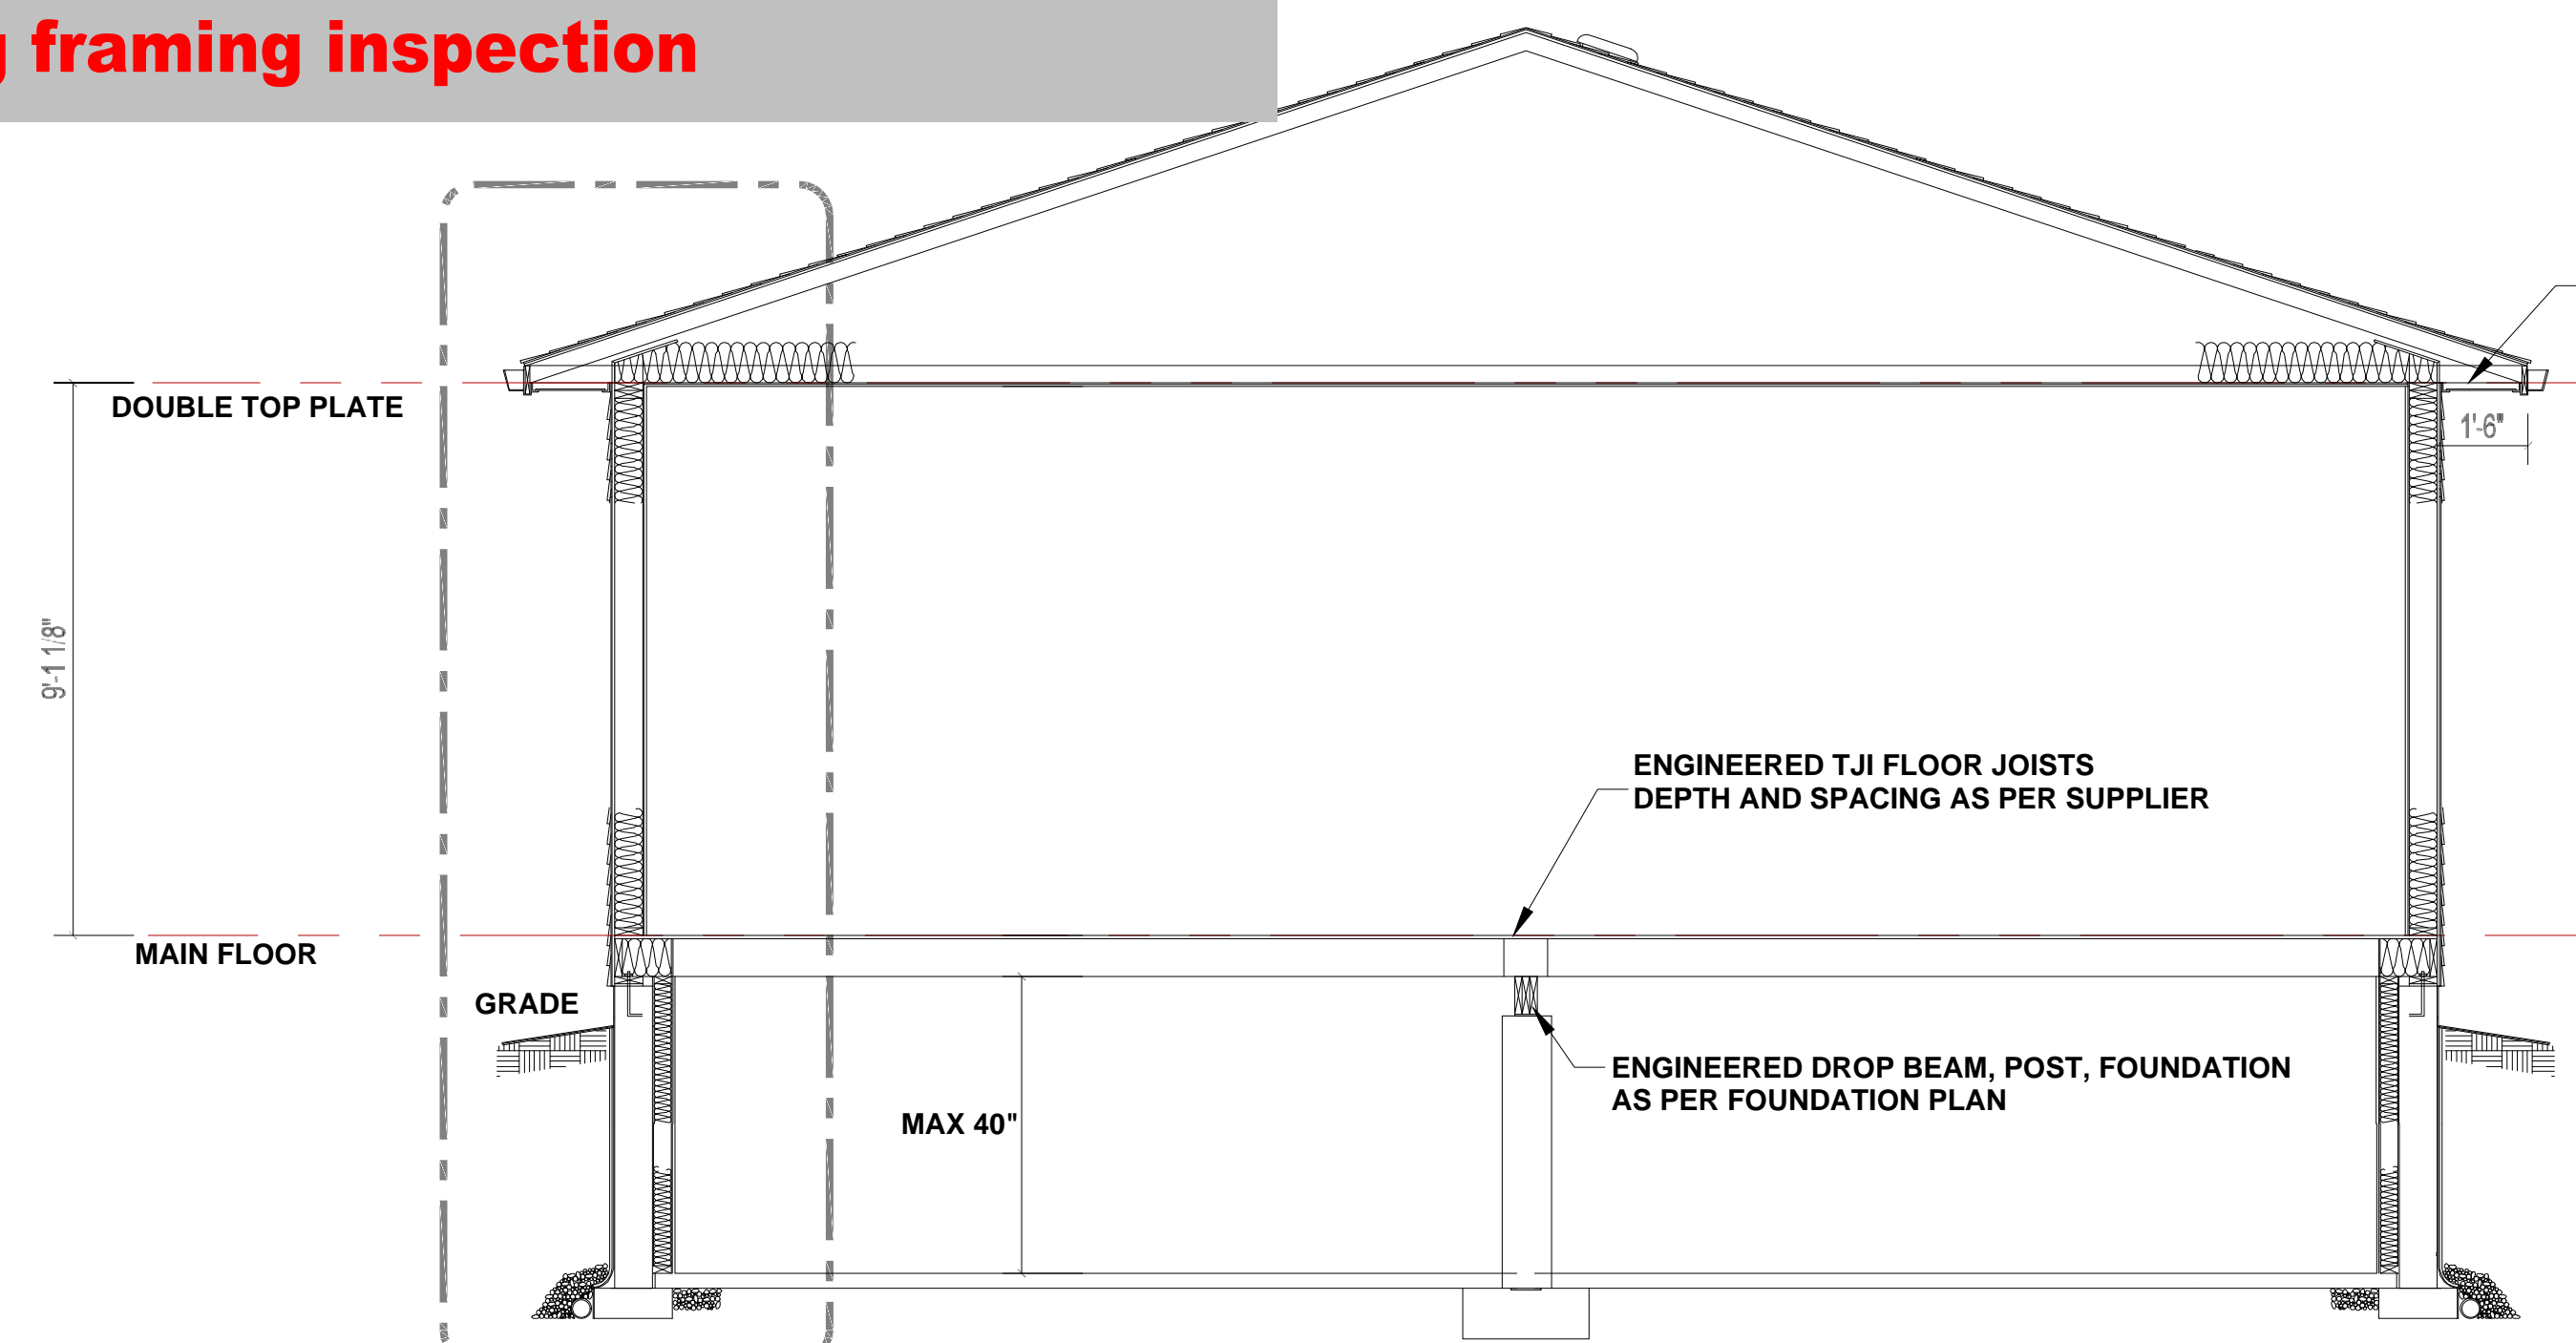 g framing inspection
DOUBLE TOP PLATE
1'-6"
9'-1 1/8"
ENGINEERED TJI FLOOR JOISTS
DEPTH AND SPACING AS PER SUPPLIER
MAIN FLOOR
GRADE
ENGINEERED DROP BEAM, POST, FOUNDATION
AS PER FOUNDATION PLAN
MAX 40"